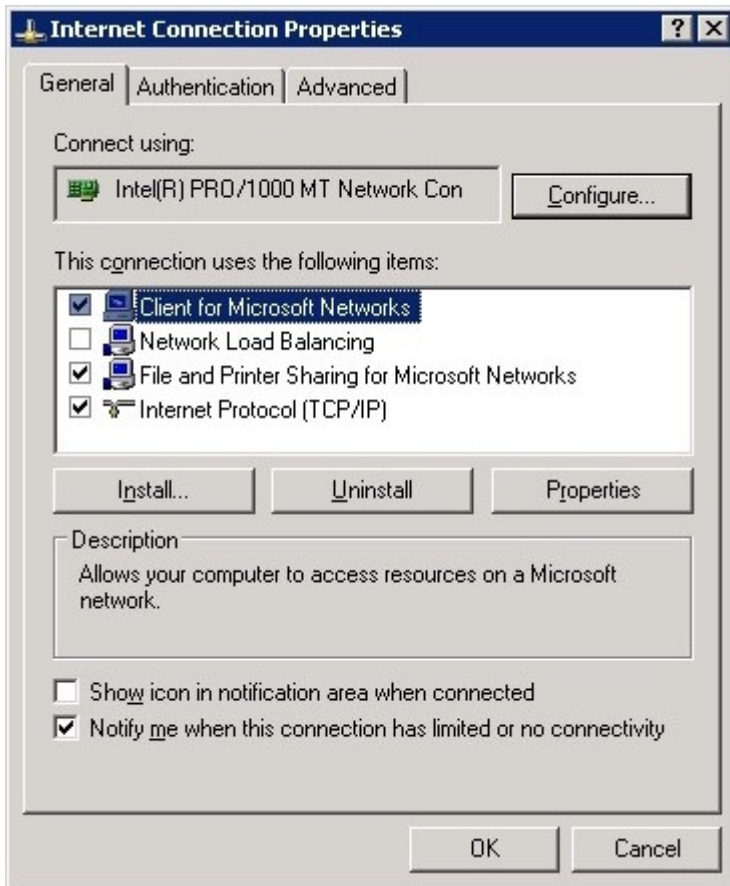 Internet Connection Properties
General Authentication Advanced
Connect using:
Intel(R) PRO/1000 MT Network Con
Configure...
This connection uses the following items:
Client for Microsoft Networks
Network Load Balancing
File and Printer Sharing for Microsoft Networks
Internet Protocol (TCP/IP)
Install... Uninstall Properties
Description
Allows your computer to access resources on a Microsoft
network.
Show icon in notification area when connected
Notify me when this connection has limited or no connectivity
OK Cancel